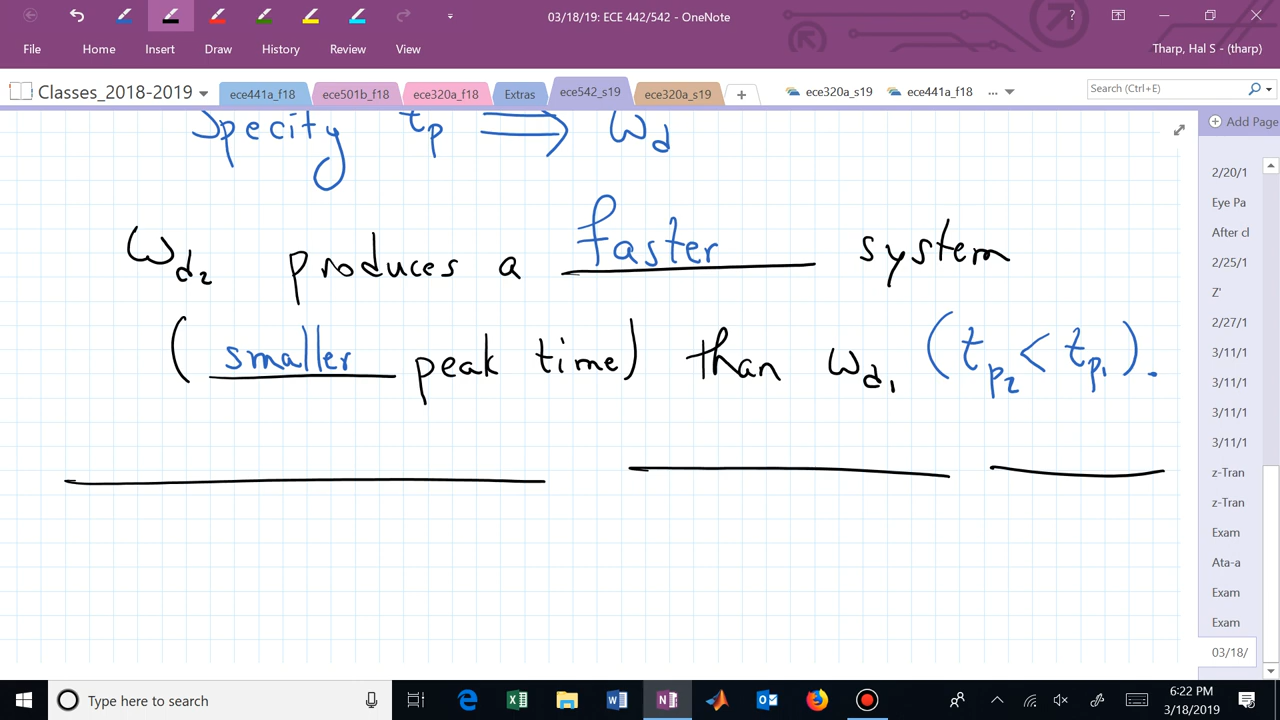 03/18/19: ECE 442/542 - OneNote
?
File Home Insert Draw History Review View Tharp, Hal S - (tharp)
Classes_2018-2019 ece441a_f18 ece501b_f18 ece320a_f18 Extras ece542_s19 ece320a_s19 + ece320a_s19 ece441a_f18 ... Search (Ctrl+E)
Specify tp ⟹ ωd
ωd2 produces a faster system
( smaller peak time) than ωd1 (tp2 < tp1).
Add Page
2/20/1
Eye Pa
After cl
2/25/1
Z'
2/27/1
3/11/1
3/11/1
3/11/1
3/11/1
z-Tran
z-Tran
Exam
Ata-a
Exam
Exam
03/18/
Type here to search
6:22 PM
3/18/2019